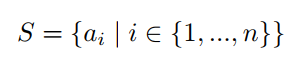 S = {a_i | i ∈ {1, ..., n}}